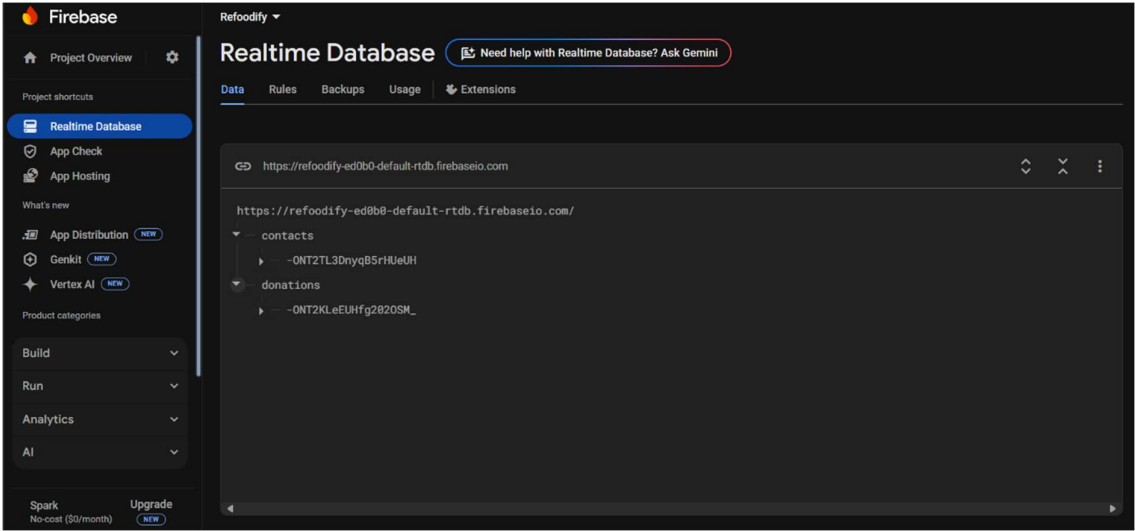 Firebase
Project Overview
Project shortcuts
Realtime Database
App Check
App Hosting
What's new
App Distribution NEW
Genkit NEW
Vertex AI NEW
Product categories
Build
Run
Analytics
AI
Spark
No-cost ($0/month)
Upgrade
NEW
Refoodify
Realtime Database
Need help with Realtime Database? Ask Gemini
Data Rules Backups Usage Extensions
https://refoodify-ed0b0-default-rtdb.firebaseio.com
https://refoodify-ed0b0-default-rtdb.firebaseio.com/
contacts
-ONT2TL3DnyqB5rHUeUH
donations
-ONT2KLeEUHfg202OSM_